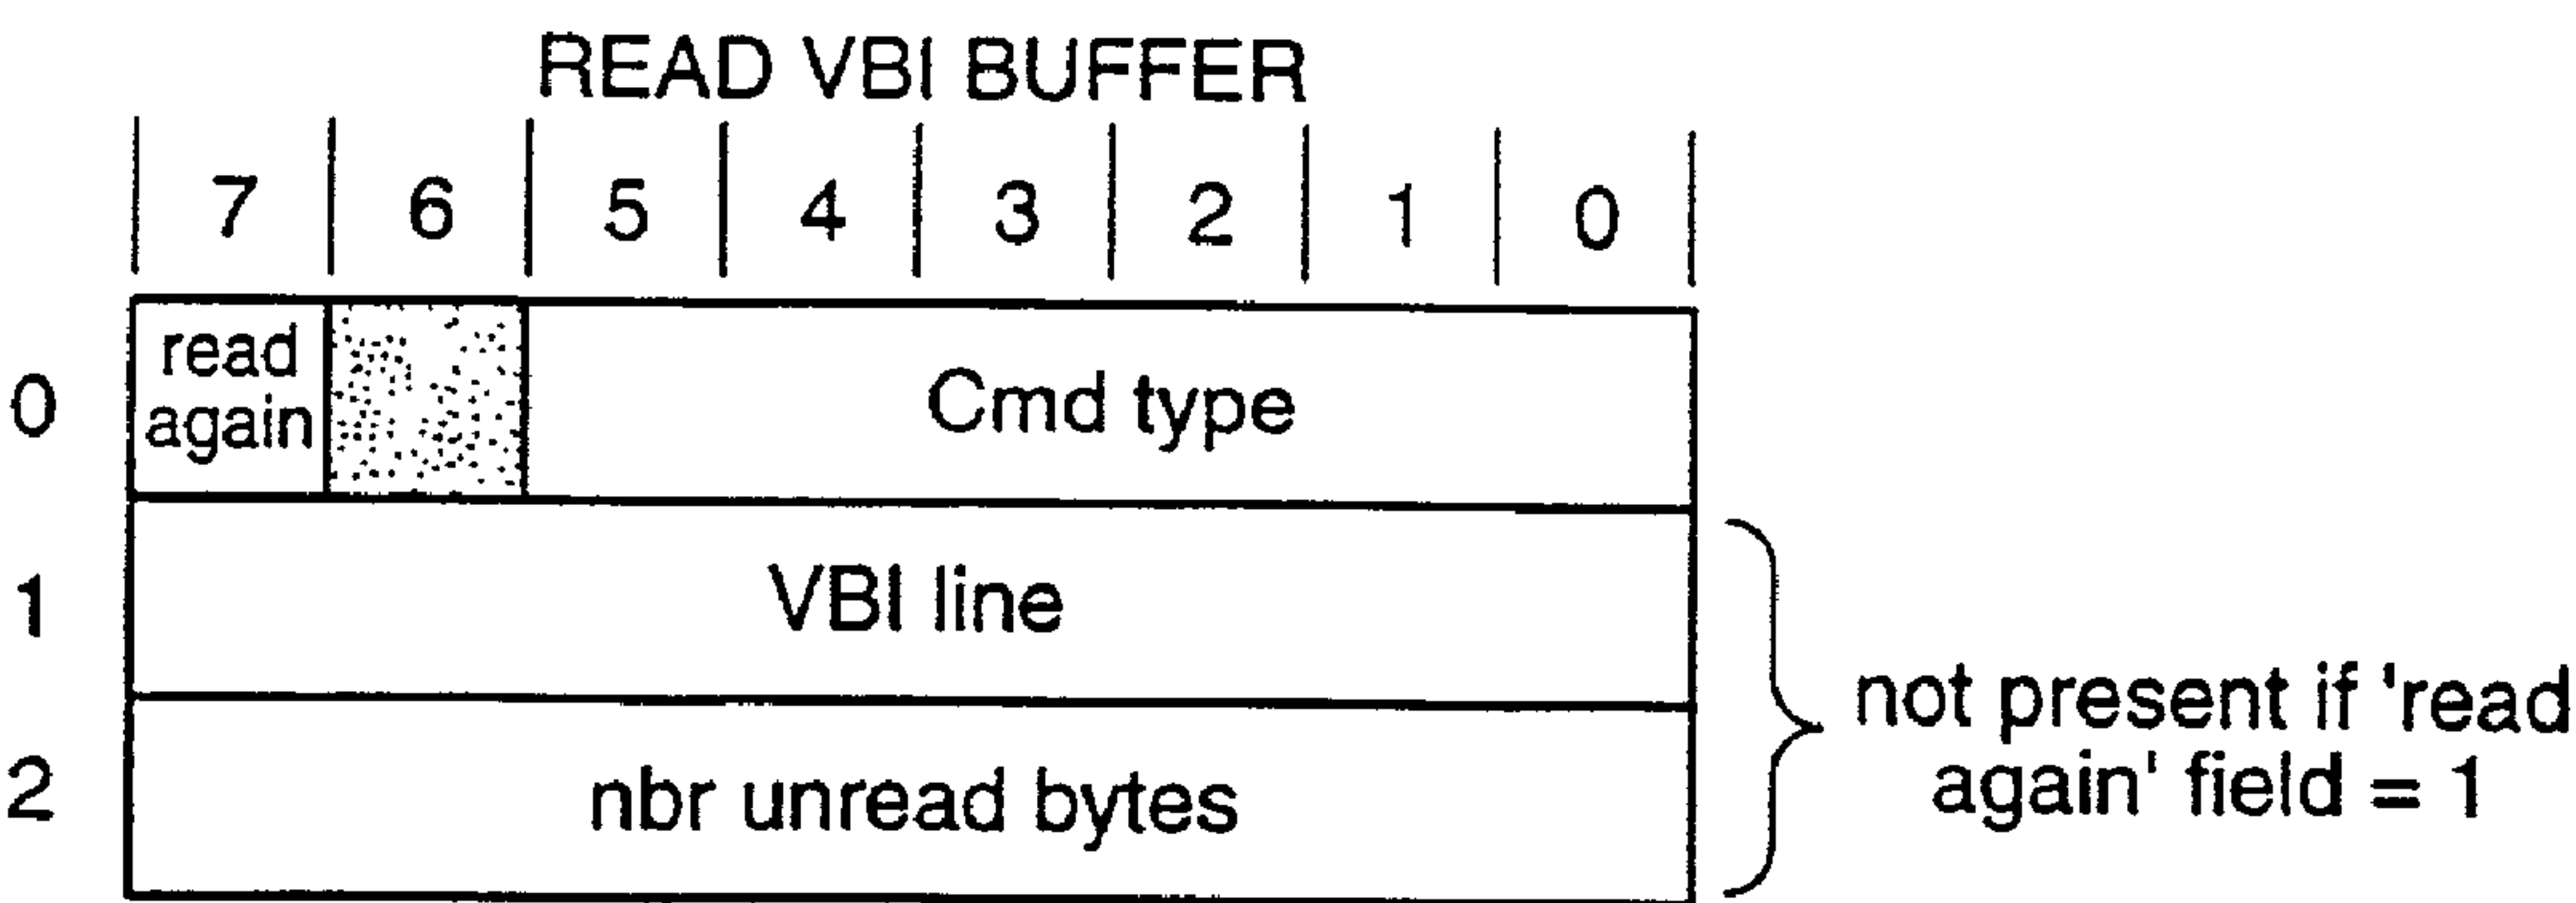 READ VBI BUFFER
7 6 5 4 3 2 1 0
0 read again Cmd type
1 VBI line
2 nbr unread bytes
not present if 'read
again' field = 1